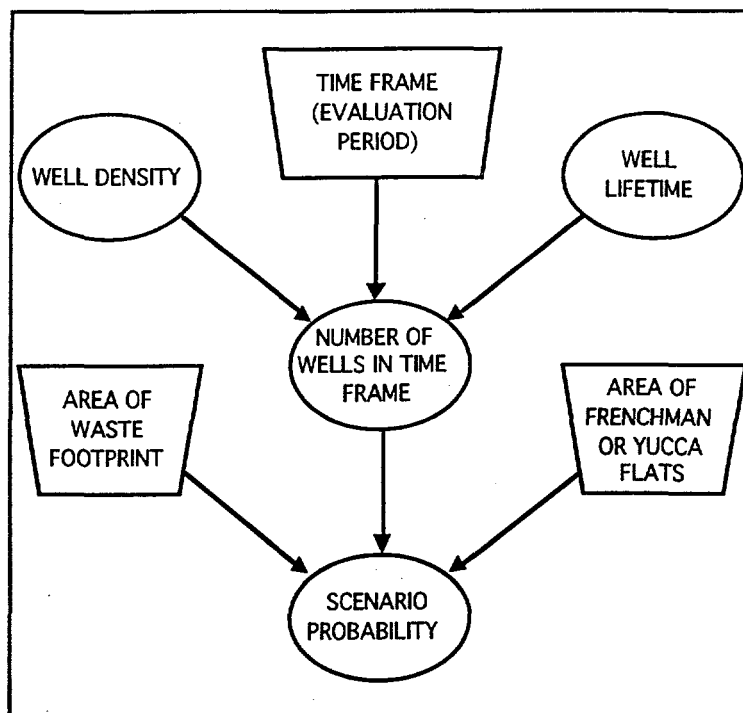 TIME FRAME
(EVALUATION
PERIOD)
WELL DENSITY
WELL
LIFETIME
NUMBER OF
WELLS IN TIME
FRAME
AREA OF
WASTE
FOOTPRINT
AREA OF
FRENCHMAN
OR YUCCA
FLATS
SCENARIO
PROBABILITY